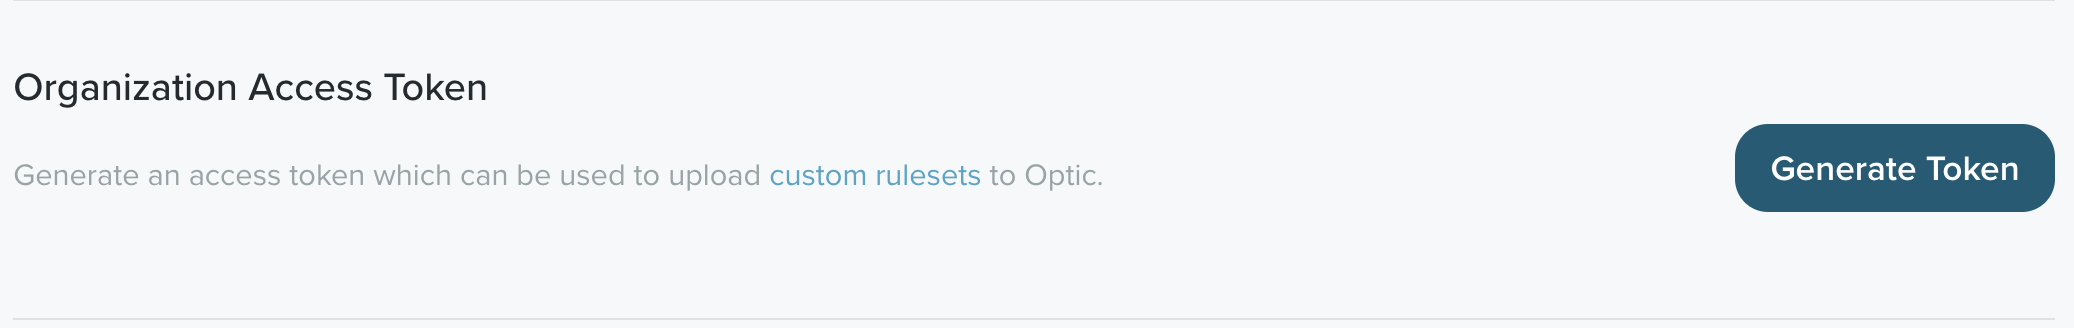 Organization Access Token
Generate an access token which can be used to upload custom rulesets to Optic.
Generate Token